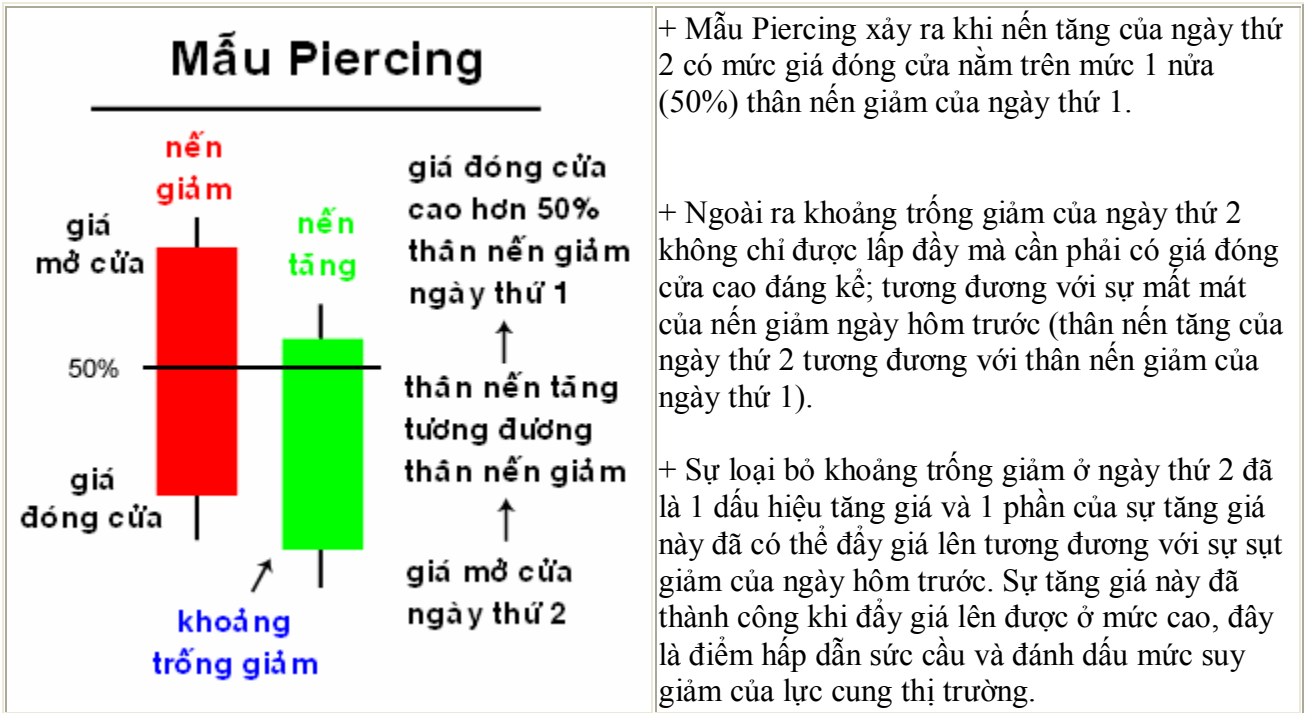 Mẫu Piercing
nến
giảm
giá
mở cửa
nến
tăng
50%
giá
đóng cửa
khoảng
trống giảm
giá đóng cửa
cao hơn 50%
thân nến giảm
ngày thứ 1
thân nến tăng
tương đương
thân nến giảm
giá mở cửa
ngày thứ 2
+ Mẫu Piercing xảy ra khi nến tăng của ngày thứ
2 có mức giá đóng cửa nằm trên mức 1 nửa
(50%) thân nến giảm của ngày thứ 1.
+ Ngoài ra khoảng trống giảm của ngày thứ 2
không chỉ được lấp đầy mà cần phải có giá đóng
cửa cao đáng kể; tương đương với sự mất mát
của nến giảm ngày hôm trước (thân nến tăng của
ngày thứ 2 tương đương với thân nến giảm của
ngày thứ 1).
+ Sự loại bỏ khoảng trống giảm ở ngày thứ 2 đã
là 1 dấu hiệu tăng giá và 1 phần của sự tăng giá
này đã có thể đẩy giá lên tương đương với sự sụt
giảm của ngày hôm trước. Sự tăng giá này đã
thành công khi đẩy giá lên được ở mức cao, đây
là điểm hấp dẫn sức cầu và đánh dấu mức suy
giảm của lực cung thị trường.